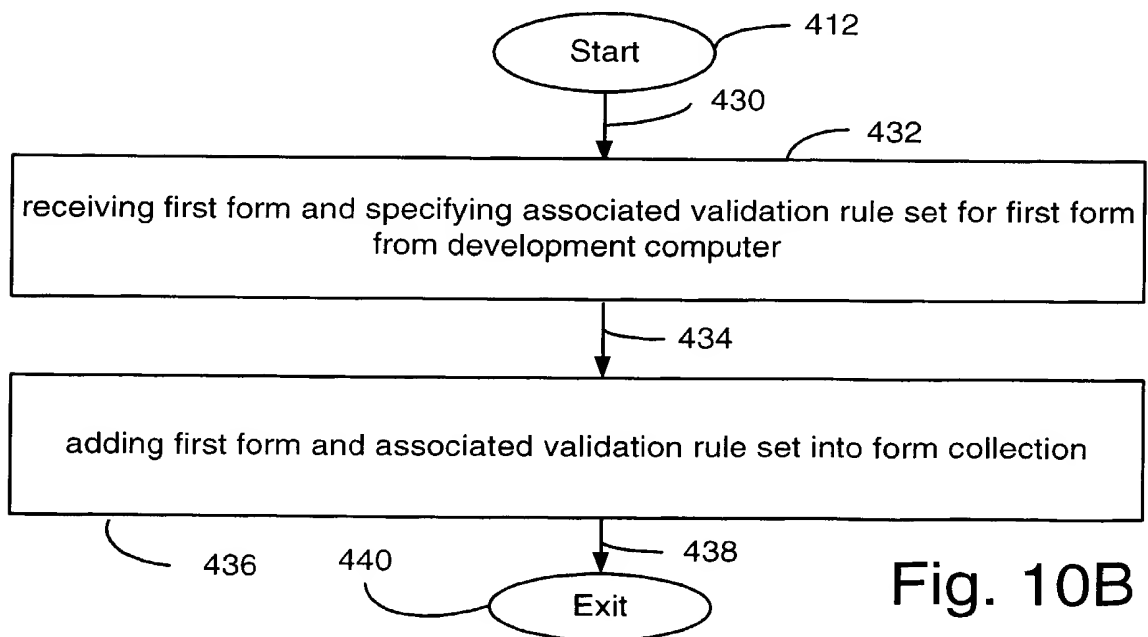 Start
412
430
432
receiving first form and specifying associated validation rule set for first form
from development computer
434
adding first form and associated validation rule set into form collection
436
440
438
Exit
Fig. 10B